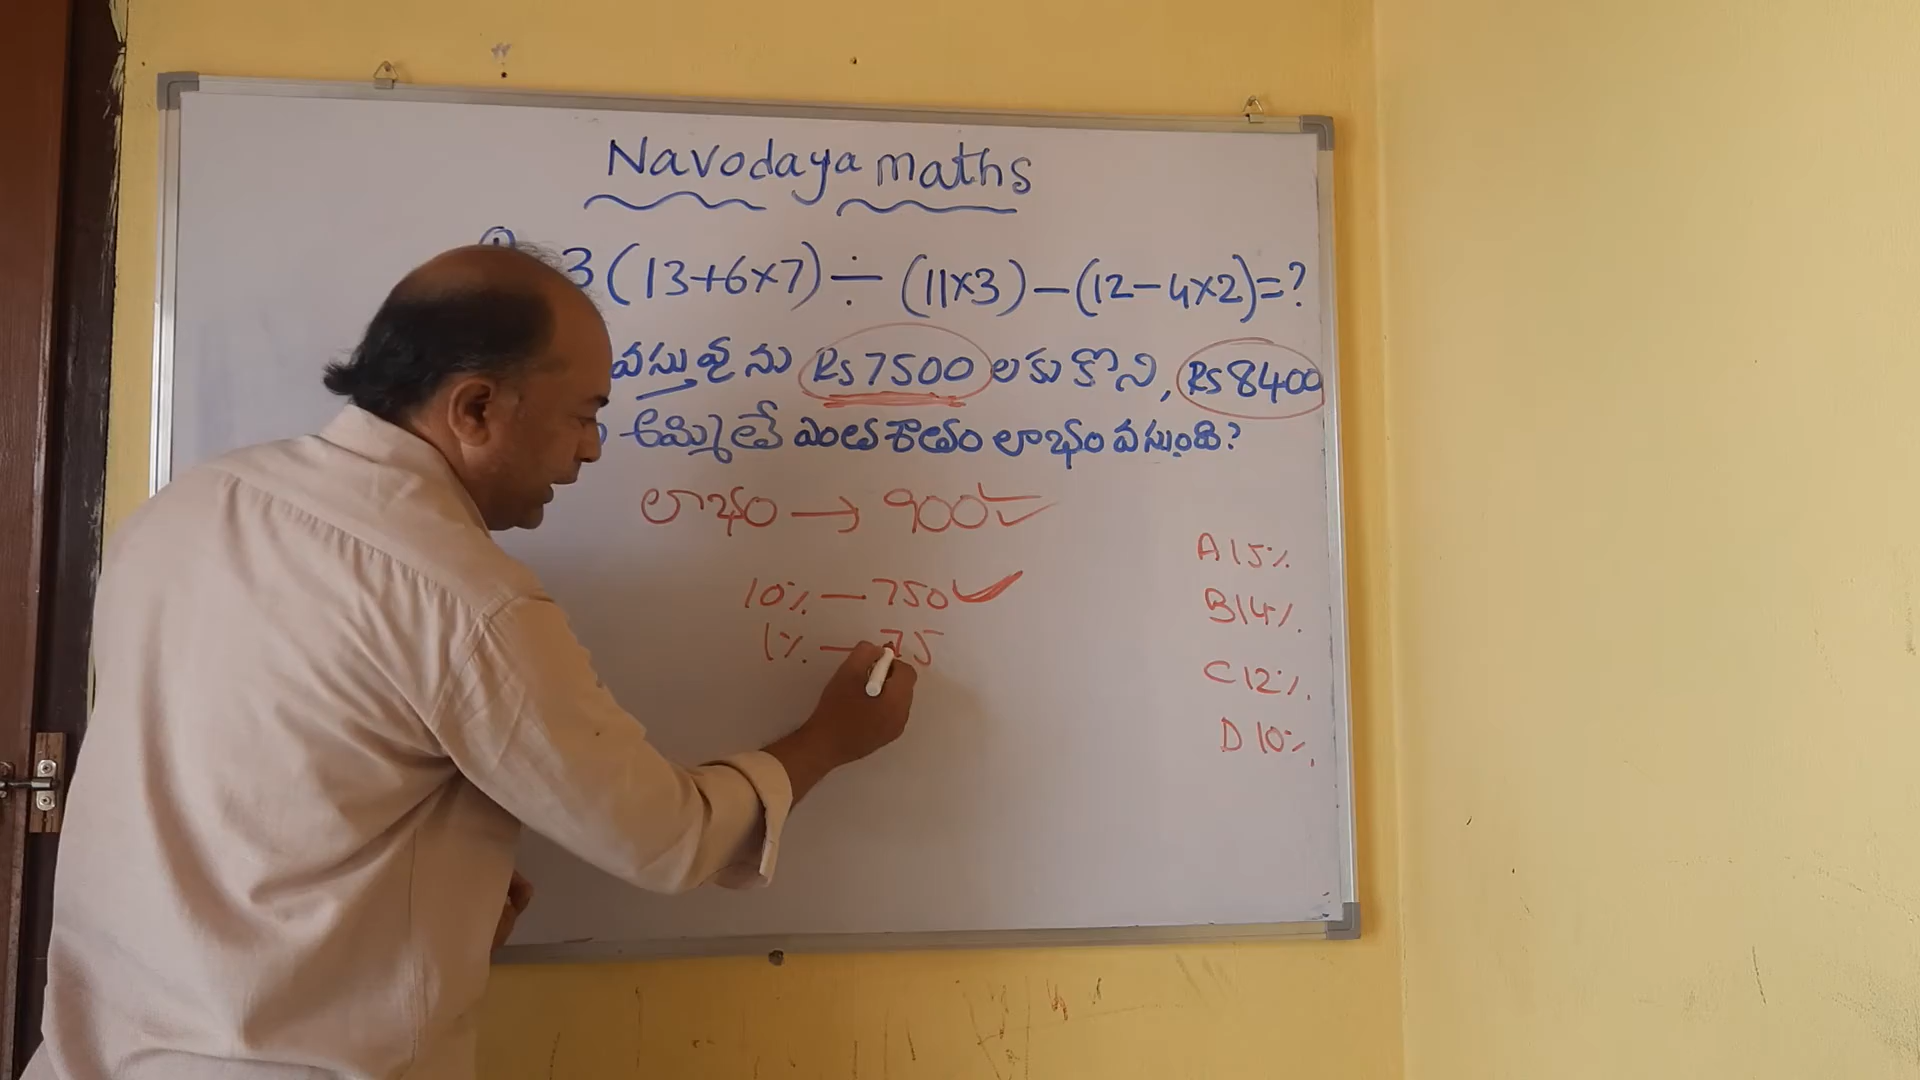 Navodaya maths
3(13+6×7)÷(11×3)−(12−4×2)=?
వస్తువును Rs 7500 లకు కొని, Rs 8400
అమ్మితే ఎంత శాతం లాభం వస్తుంది?
లాభం → 900
10% — 750
1% — 75
A 15%
B 14%
C 12%
D 10%